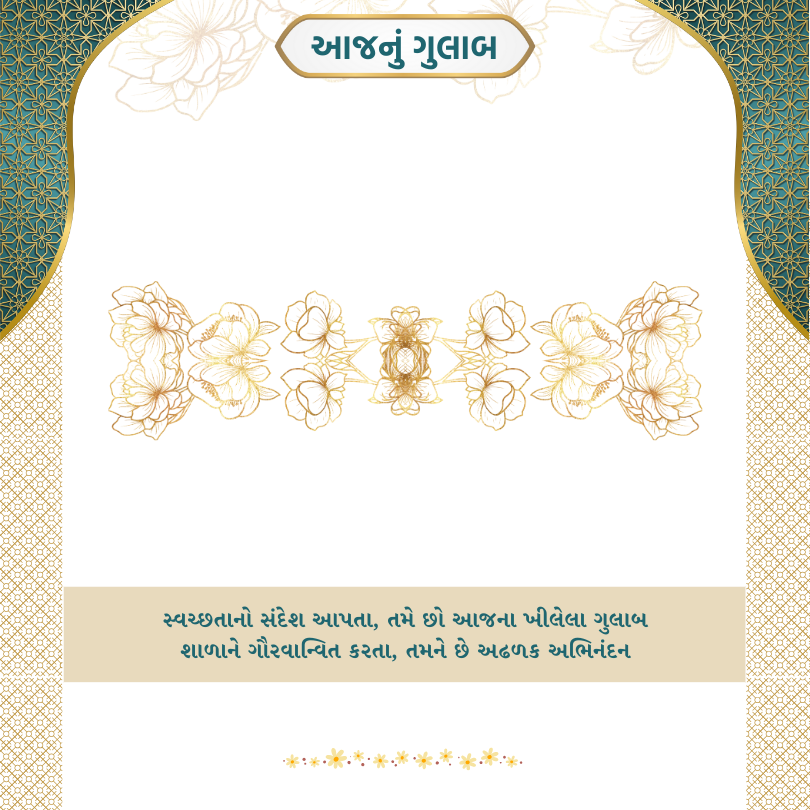 આજનું ગુલાબ
સ્વચ્છતાનો સંદેશ આપતા, તમે છો આજના ખીલેલા ગુલાબ
શાળાને ગૌરવાન્વિત કરતા, તમને છે અઢળક અભિનંદન